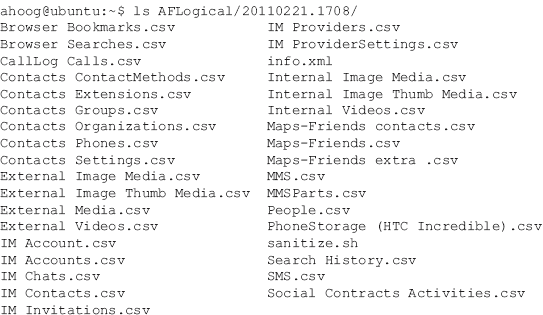 ahoog@ubuntu:~$ ls AFLogical/20110221.1708/
Browser Bookmarks.csv IM Providers.csv
Browser Searches.csv IM ProviderSettings.csv
CallLog Calls.csv info.xml
Contacts ContactMethods.csv Internal Image Media.csv
Contacts Extensions.csv Internal Image Thumb Media.csv
Contacts Groups.csv Internal Videos.csv
Contacts Organizations.csv Maps-Friends contacts.csv
Contacts Phones.csv Maps-Friends.csv
Contacts Settings.csv Maps-Friends extra .csv
External Image Media.csv MMS.csv
External Image Thumb Media.csv MMSParts.csv
External Media.csv People.csv
External Videos.csv PhoneStorage (HTC Incredible).csv
IM Account.csv sanitize.sh
IM Accounts.csv Search History.csv
IM Chats.csv SMS.csv
IM Contacts.csv Social Contracts Activities.csv
IM Invitations.csv